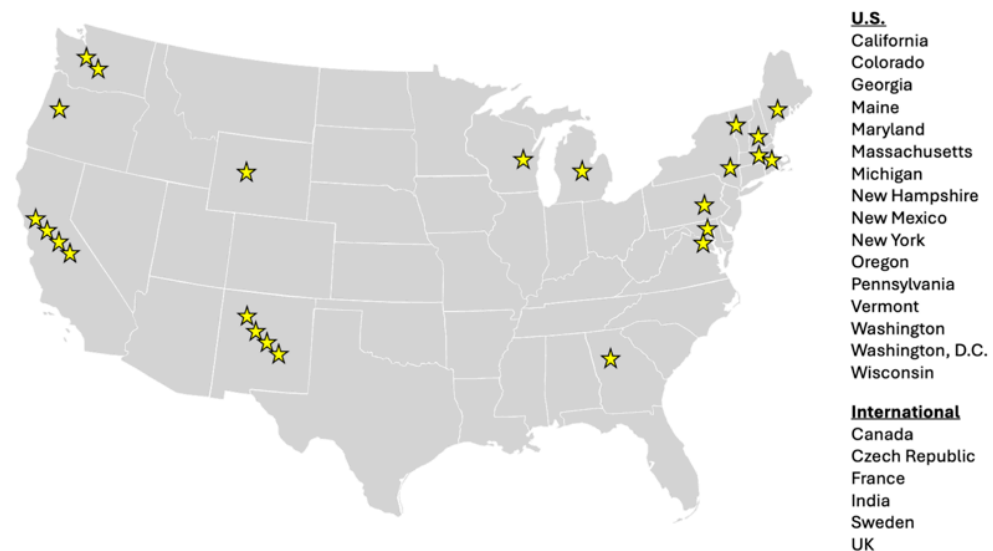 U.S.
California
Colorado
Georgia
Maine
Maryland
Massachusetts
Michigan
New Hampshire
New Mexico
New York
Oregon
Pennsylvania
Vermont
Washington
Washington, D.C.
Wisconsin
International
Canada
Czech Republic
France
India
Sweden
UK